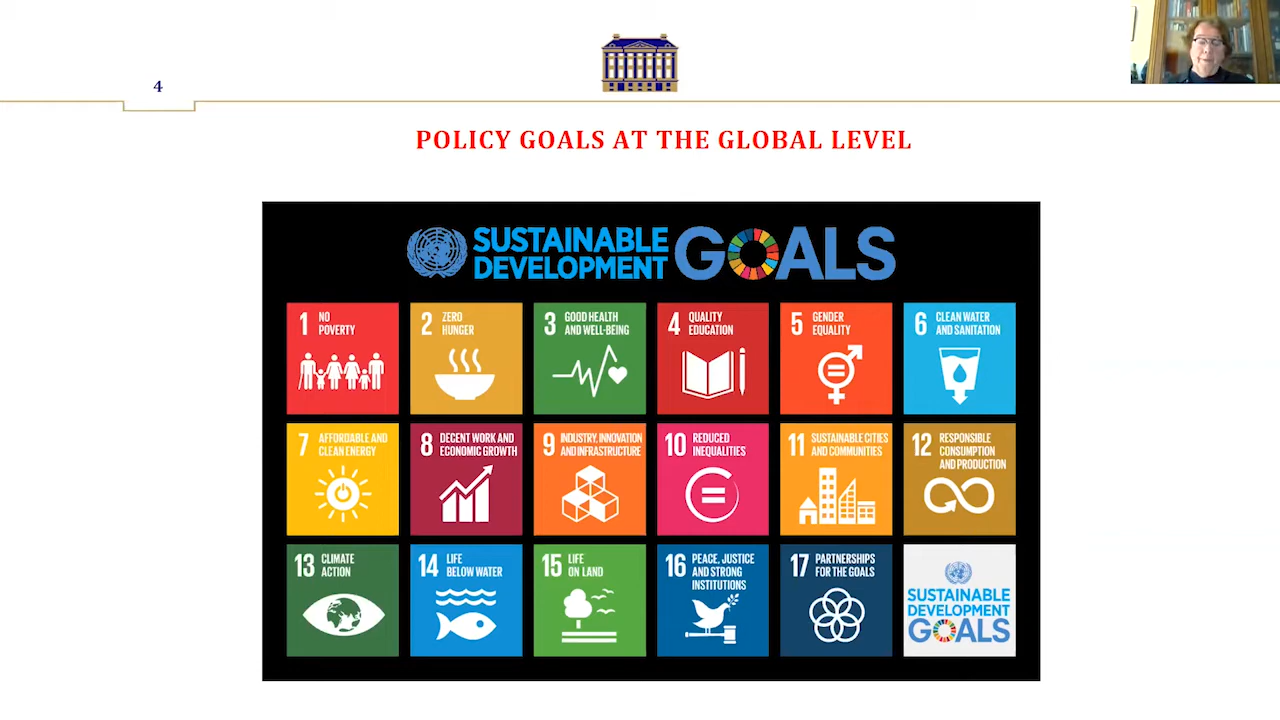 4
POLICY GOALS AT THE GLOBAL LEVEL
SUSTAINABLE
DEVELOPMENT
GOALS
1 NO
POVERTY
2 ZERO
HUNGER
3 GOOD HEALTH
AND WELL-BEING
4 QUALITY
EDUCATION
5 GENDER
EQUALITY
6 CLEAN WATER
AND SANITATION
7 AFFORDABLE AND
CLEAN ENERGY
8 DECENT WORK AND
ECONOMIC GROWTH
9 INDUSTRY, INNOVATION
AND INFRASTRUCTURE
10 REDUCED
INEQUALITIES
11 SUSTAINABLE CITIES
AND COMMUNITIES
12 RESPONSIBLE
CONSUMPTION
AND PRODUCTION
13 CLIMATE
ACTION
14 LIFE
BELOW WATER
15 LIFE
ON LAND
16 PEACE, JUSTICE
AND STRONG
INSTITUTIONS
17 PARTNERSHIPS
FOR THE GOALS
SUSTAINABLE
DEVELOPMENT
GOALS